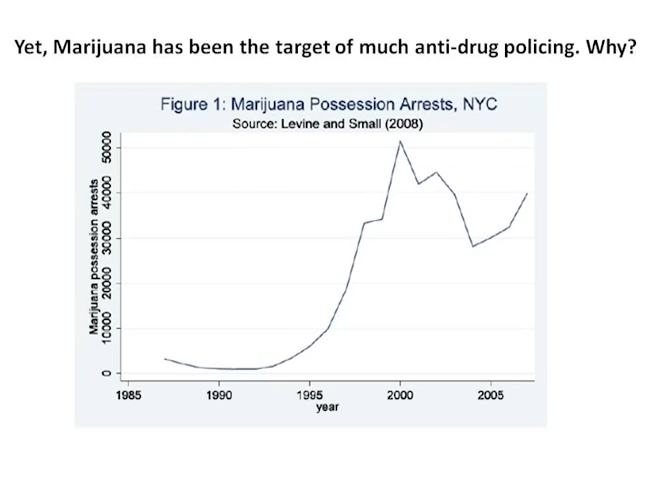 Yet, Marijuana has been the target of much anti-drug policing. Why?
Figure 1: Marijuana Possession Arrests, NYC
Source: Levine and Small (2008)
Marijuana possession arrests
50000
40000
30000
20000
10000
0
1985
1990
1995
2000
2005
year